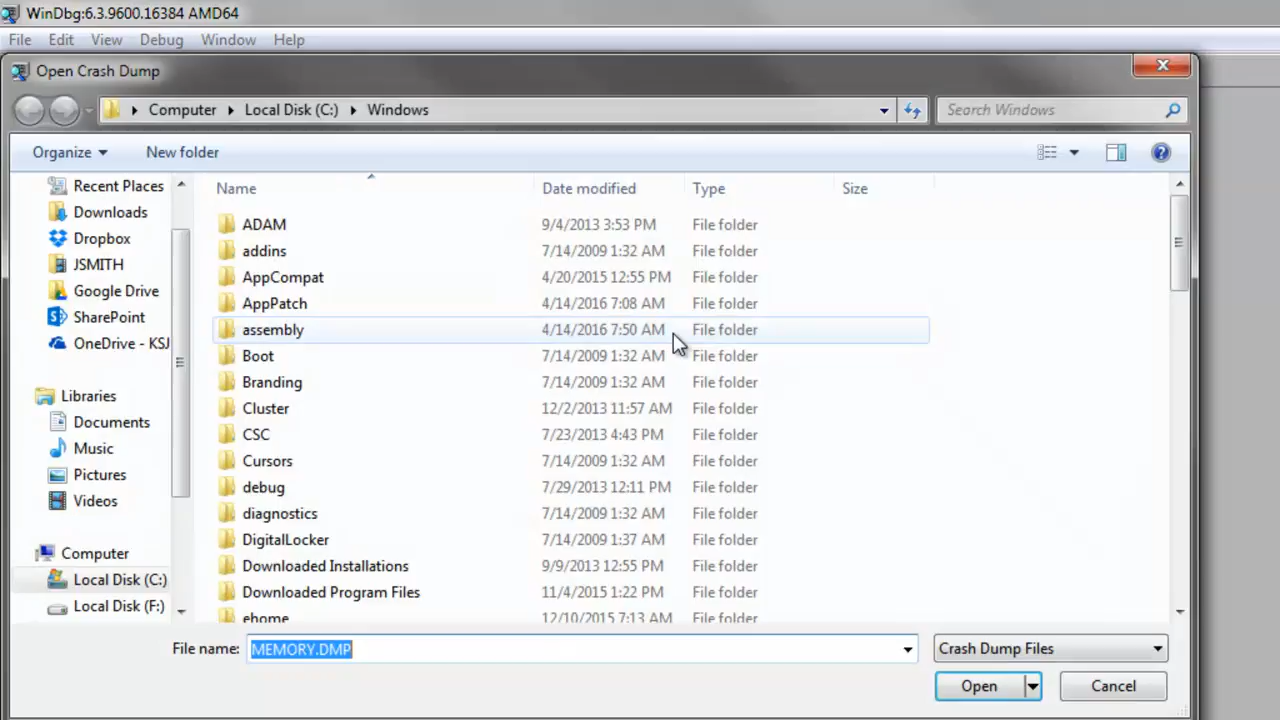 WinDbg:6.3.9600.16384 AMD64
File Edit View Debug Window Help
Open Crash Dump
Computer Local Disk (C:) Windows Search Windows
Organize New folder
Name Date modified Type Size
Recent Places
Downloads
Dropbox
JSMITH
Google Drive
SharePoint
OneDrive - KSJ
Libraries
Documents
Music
Pictures
Videos
Computer
Local Disk (C:)
Local Disk (F:)
ADAM 9/4/2013 3:53 PM File folder
addins 7/14/2009 1:32 AM File folder
AppCompat 4/20/2015 12:55 PM File folder
AppPatch 4/14/2016 7:08 AM File folder
assembly 4/14/2016 7:50 AM File folder
Boot 7/14/2009 1:32 AM File folder
Branding 7/14/2009 1:32 AM File folder
Cluster 12/2/2013 11:57 AM File folder
CSC 7/23/2013 4:43 PM File folder
Cursors 7/14/2009 1:32 AM File folder
debug 7/29/2013 12:11 PM File folder
diagnostics 7/14/2009 1:32 AM File folder
DigitalLocker 7/14/2009 1:37 AM File folder
Downloaded Installations 9/9/2013 12:55 PM File folder
Downloaded Program Files 11/4/2015 1:22 PM File folder
ehome 12/10/2015 7:13 AM File folder
File name: MEMORY.DMP Crash Dump Files
Open Cancel